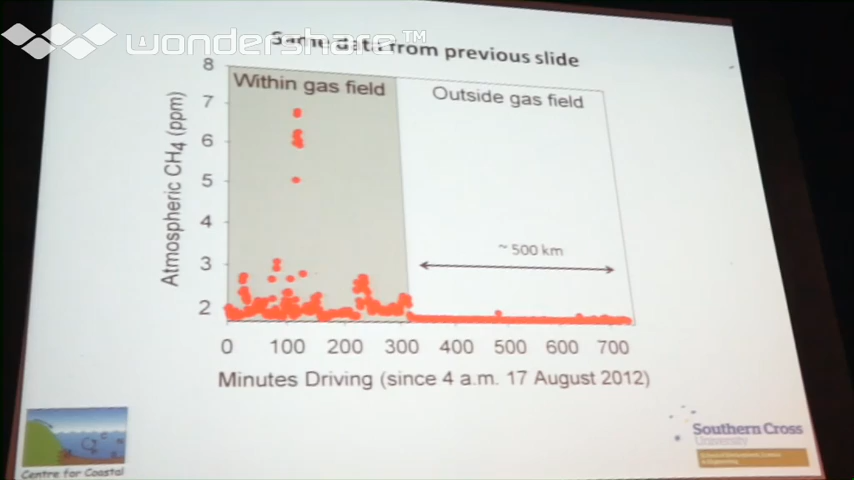 wondershare™
Same data from previous slide
8
Within gas field
Outside gas field
7
6
5
4
3
2
Atmospheric CH4 (ppm)
~ 500 km
0 100 200 300 400 500 600 700
Minutes Driving (since 4 a.m. 17 August 2012)
Centre for Coastal
Southern Cross
University